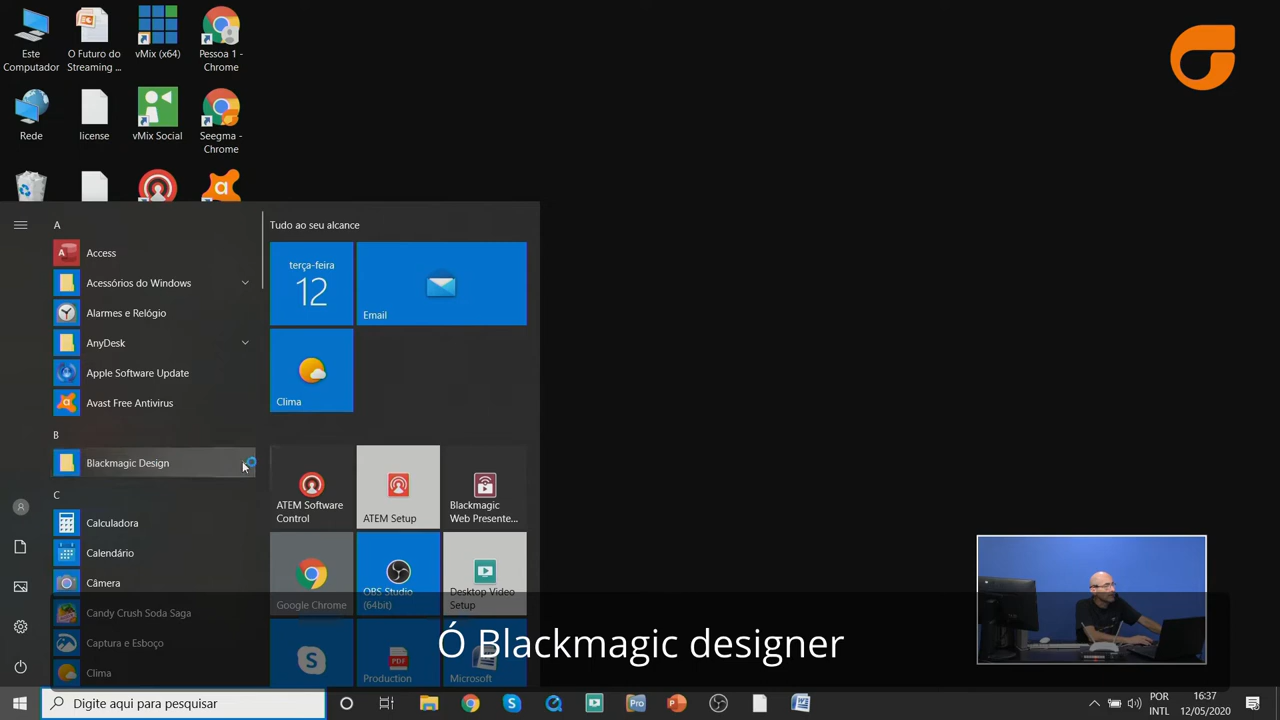 Este
Computador
O Futuro do
Streaming ...
vMix (x64)
Pessoa 1 -
Chrome
Rede
license
vMix Social
Seegma -
Chrome
A
Access
Acessórios do Windows
Alarmes e Relógio
AnyDesk
Apple Software Update
Avast Free Antivirus
B
Blackmagic Design
C
Calculadora
Calendário
Câmera
Candy Crush Soda Saga
Captura e Esboço
Clima
Tudo ao seu alcance
terça-feira
12
Email
Clima
ATEM Software
Control
ATEM Setup
Blackmagic
Web Presente...
Google Chrome
OBS Studio
(64bit)
Desktop Video
Setup
Production
Microsoft
Ó Blackmagic designer
Digite aqui para pesquisar
POR
INTL
16:37
12/05/2020